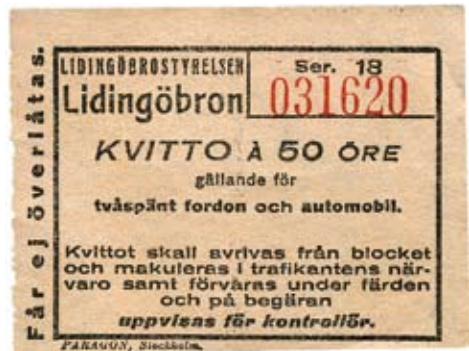 Får ej överlåtas.
LIDINGÖBROSTYRELSEN
Lidingöbron
Ser. 18
031620
KVITTO À 50 ÖRE
gällande för
tvåspänt fordon och automobil.
Kvittot skall avrivas från blocket
och makuleras i trafikantens när-
varo samt förvaras under färden
och på begäran
uppvisas för kontrollör.
PARAGON, Stockholm.